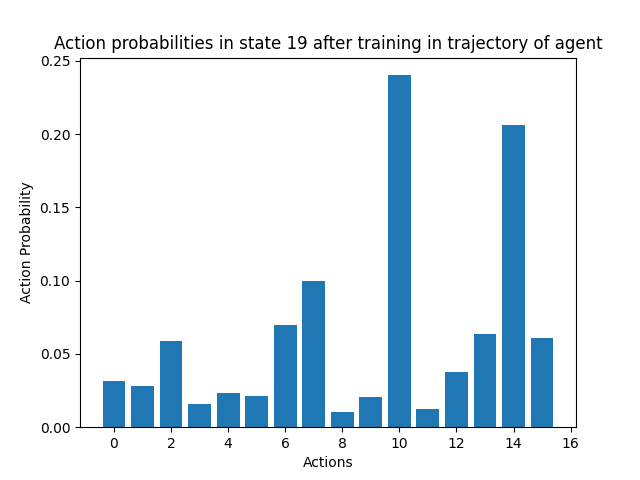 Action probabilities in state 19 after training in trajectory of agent
0.25
0.20
0.15
0.10
0.05
0.00
Action Probability
0 2 4 6 8 10 12 14 16
Actions